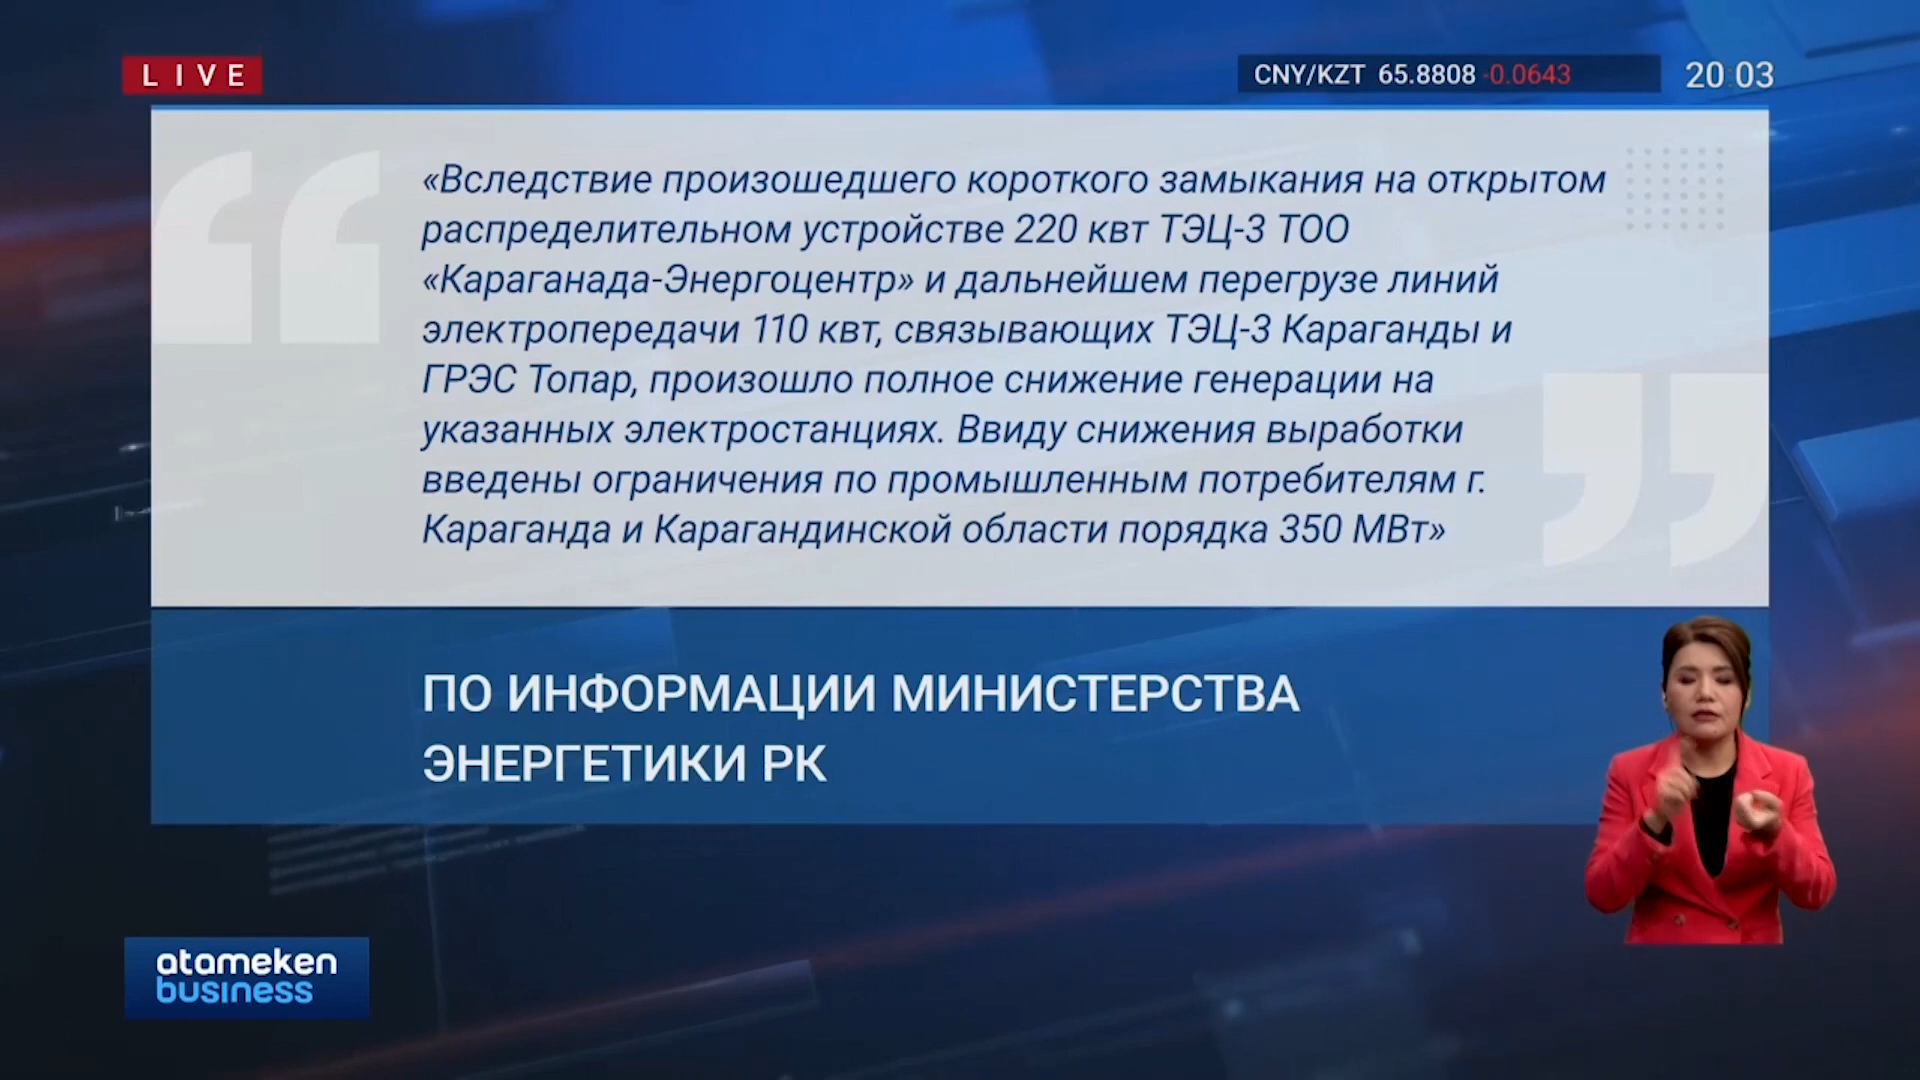 LIVE
CNY/KZT 65.8808 -0.0643
20:03
«Вследствие произошедшего короткого замыкания на открытом
распределительном устройстве 220 квт ТЭЦ-3 ТОО
«Караганада-Энергоцентр» и дальнейшем перегрузе линий
электропередачи 110 квт, связывающих ТЭЦ-3 Караганды и
ГРЭС Топар, произошло полное снижение генерации на
указанных электростанциях. Ввиду снижения выработки
введены ограничения по промышленным потребителям г.
Караганда и Карагандинской области порядка 350 МВт»
ПО ИНФОРМАЦИИ МИНИСТЕРСТВА
ЭНЕРГЕТИКИ РК
atameken
business